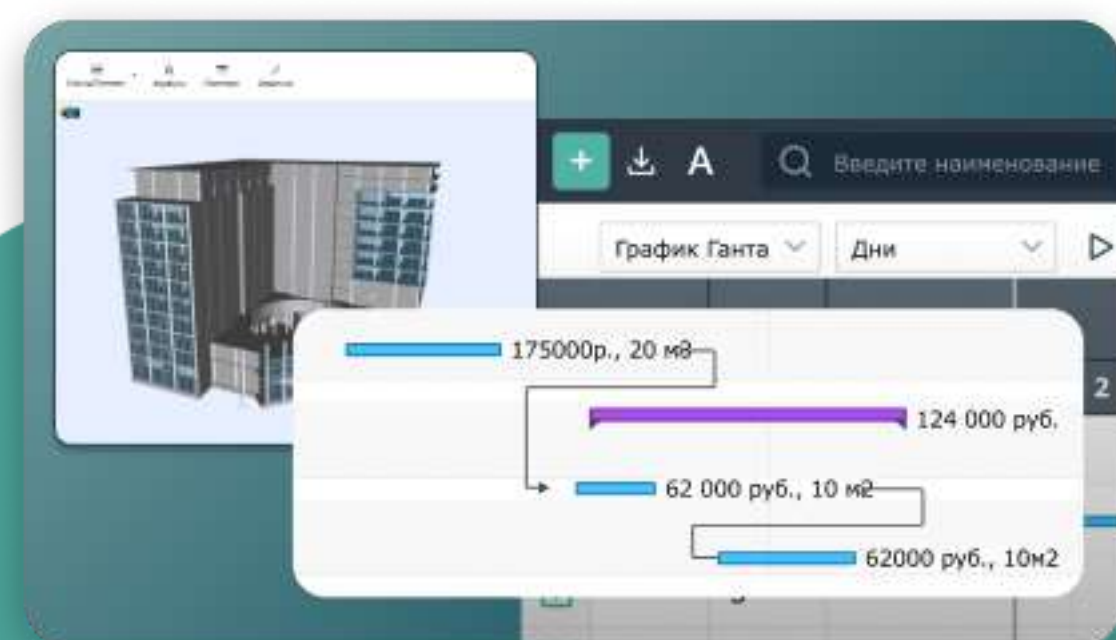 A
Введите наименование
График Ганта
Дни
175000р., 20 м3
2
124 000 руб.
62 000 руб., 10 м2
62000 руб., 10м2